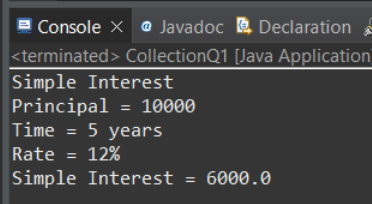 Console @ Javadoc Declaration
<terminated> CollectionQ1 [Java Application
Simple Interest
Principal = 10000
Time = 5 years
Rate = 12%
Simple Interest = 6000.0